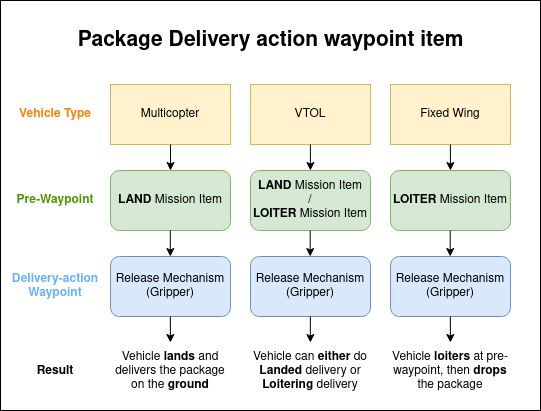 Package Delivery action waypoint item
Vehicle Type
Multicopter
VTOL
Fixed Wing
Pre-Waypoint
LAND Mission Item
LAND Mission Item
/
LOITER Mission Item
LOITER Mission Item
Delivery-action
Waypoint
Release Mechanism
(Gripper)
Release Mechanism
(Gripper)
Release Mechanism
(Gripper)
Result
Vehicle lands and
delivers the package
on the ground
Vehicle can either do
Landed delivery or
Loitering delivery
Vehicle loiters at pre-
waypoint, then drops
the package